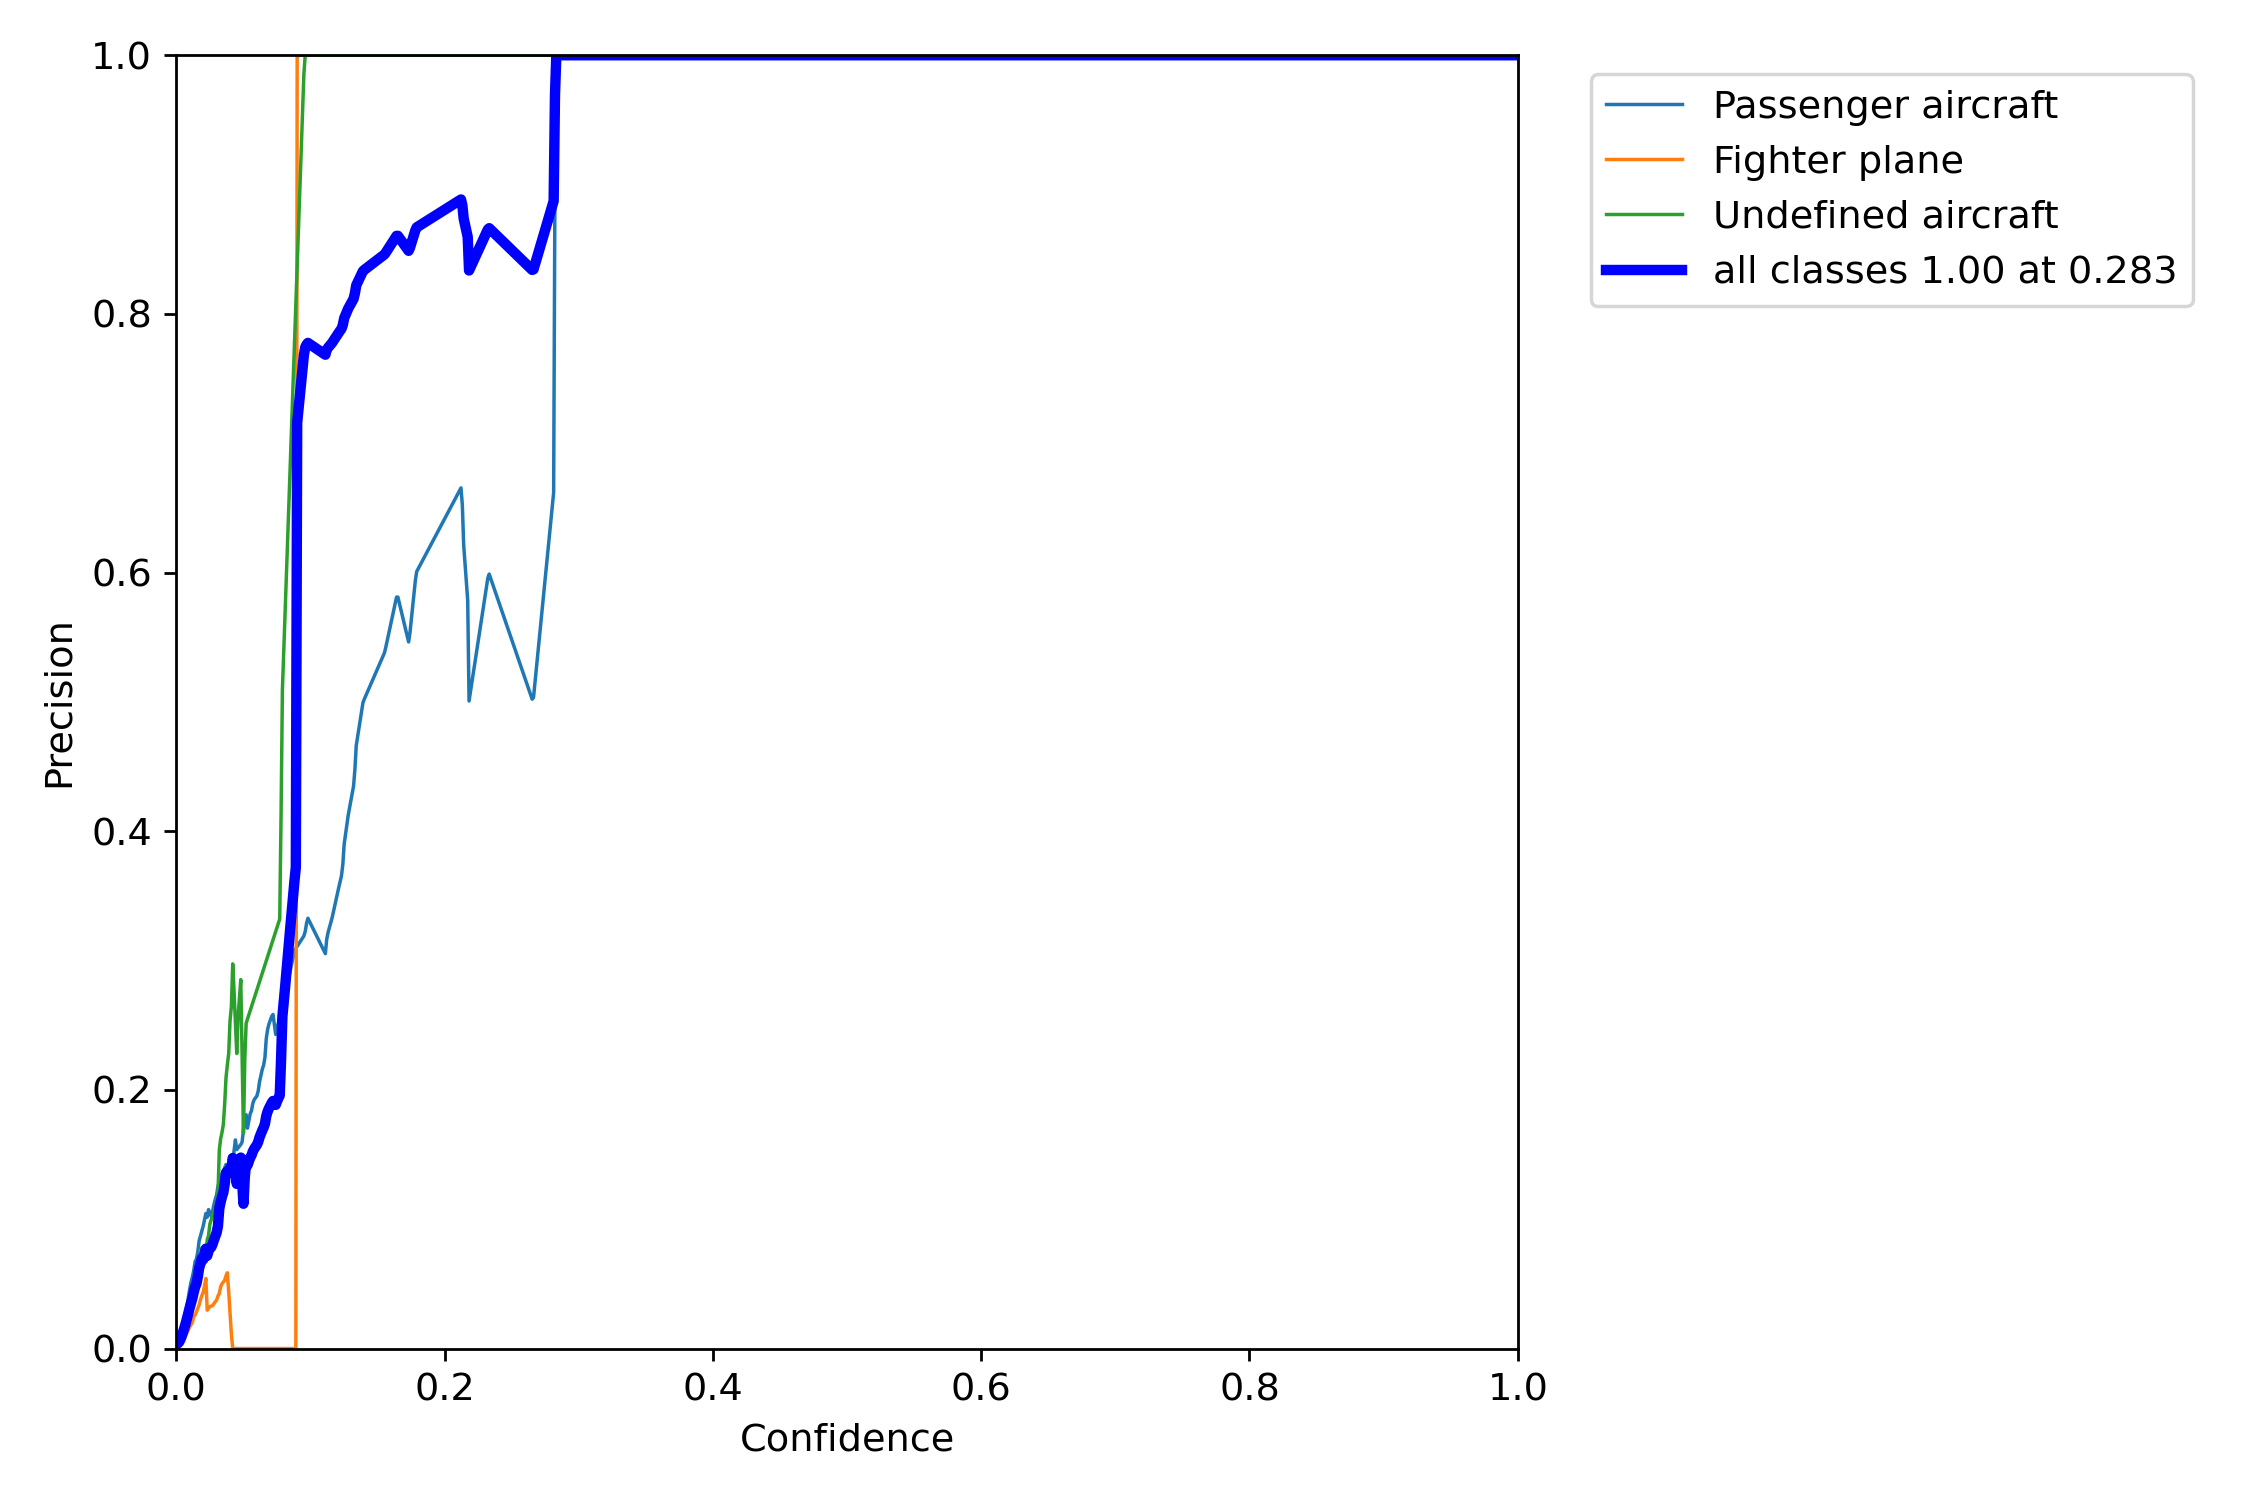 1.0
0.8
0.6
0.4
0.2
0.0
Precision
0.0 0.2 0.4 0.6 0.8 1.0
Confidence
Passenger aircraft
Fighter plane
Undefined aircraft
all classes 1.00 at 0.283